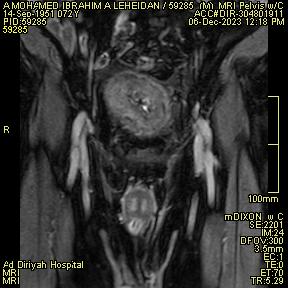 A MOHAMED IBRAHIM A LEHEIDAN / 59285 (M) MRI Pelvis w C
14-Sep-1951 072Y ACC#DIR-304801911
PID:59285 06-Dec-2023 12:18 PM
59285
R
100mm
mDIXON_w C
SE:2201
IM:24
DFOV:300
3.5mm
Ad Diriyah Hospital EC:1
MRI TE:0
MRI ET:70
TR:5.29